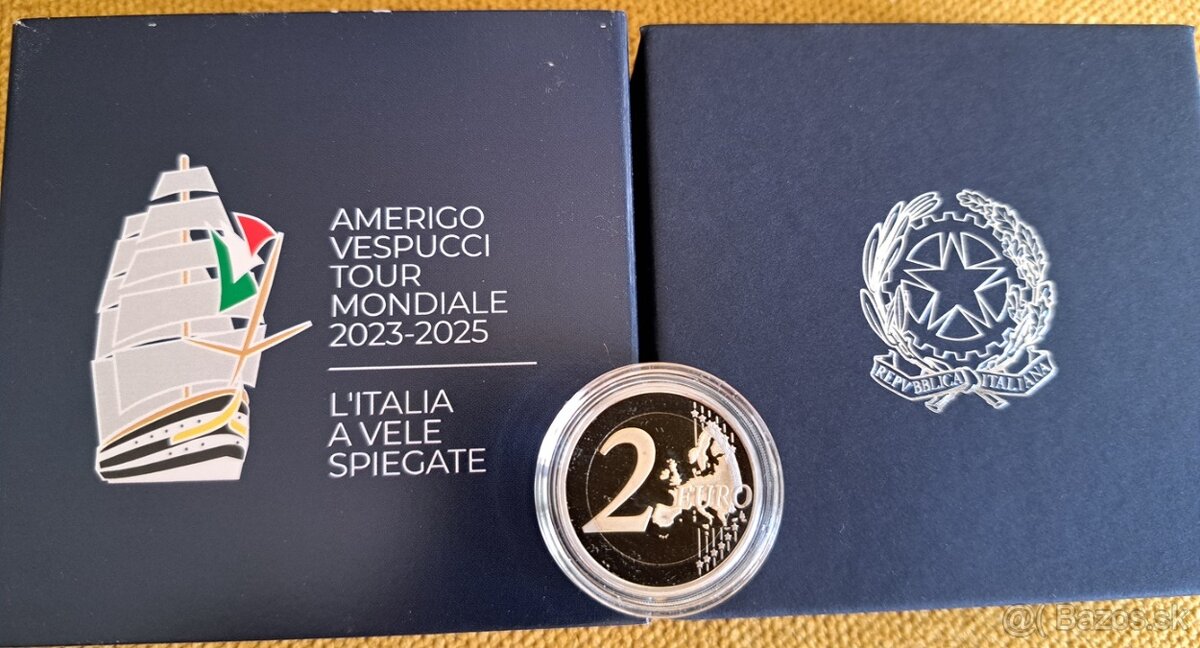 AMERIGO
VESPUCCI
TOUR
MONDIALE
2023-2025
L'ITALIA
A VELE
SPIEGATE
REPVBBLICA ITALIANA
2 EURO
@( Bazos.sk